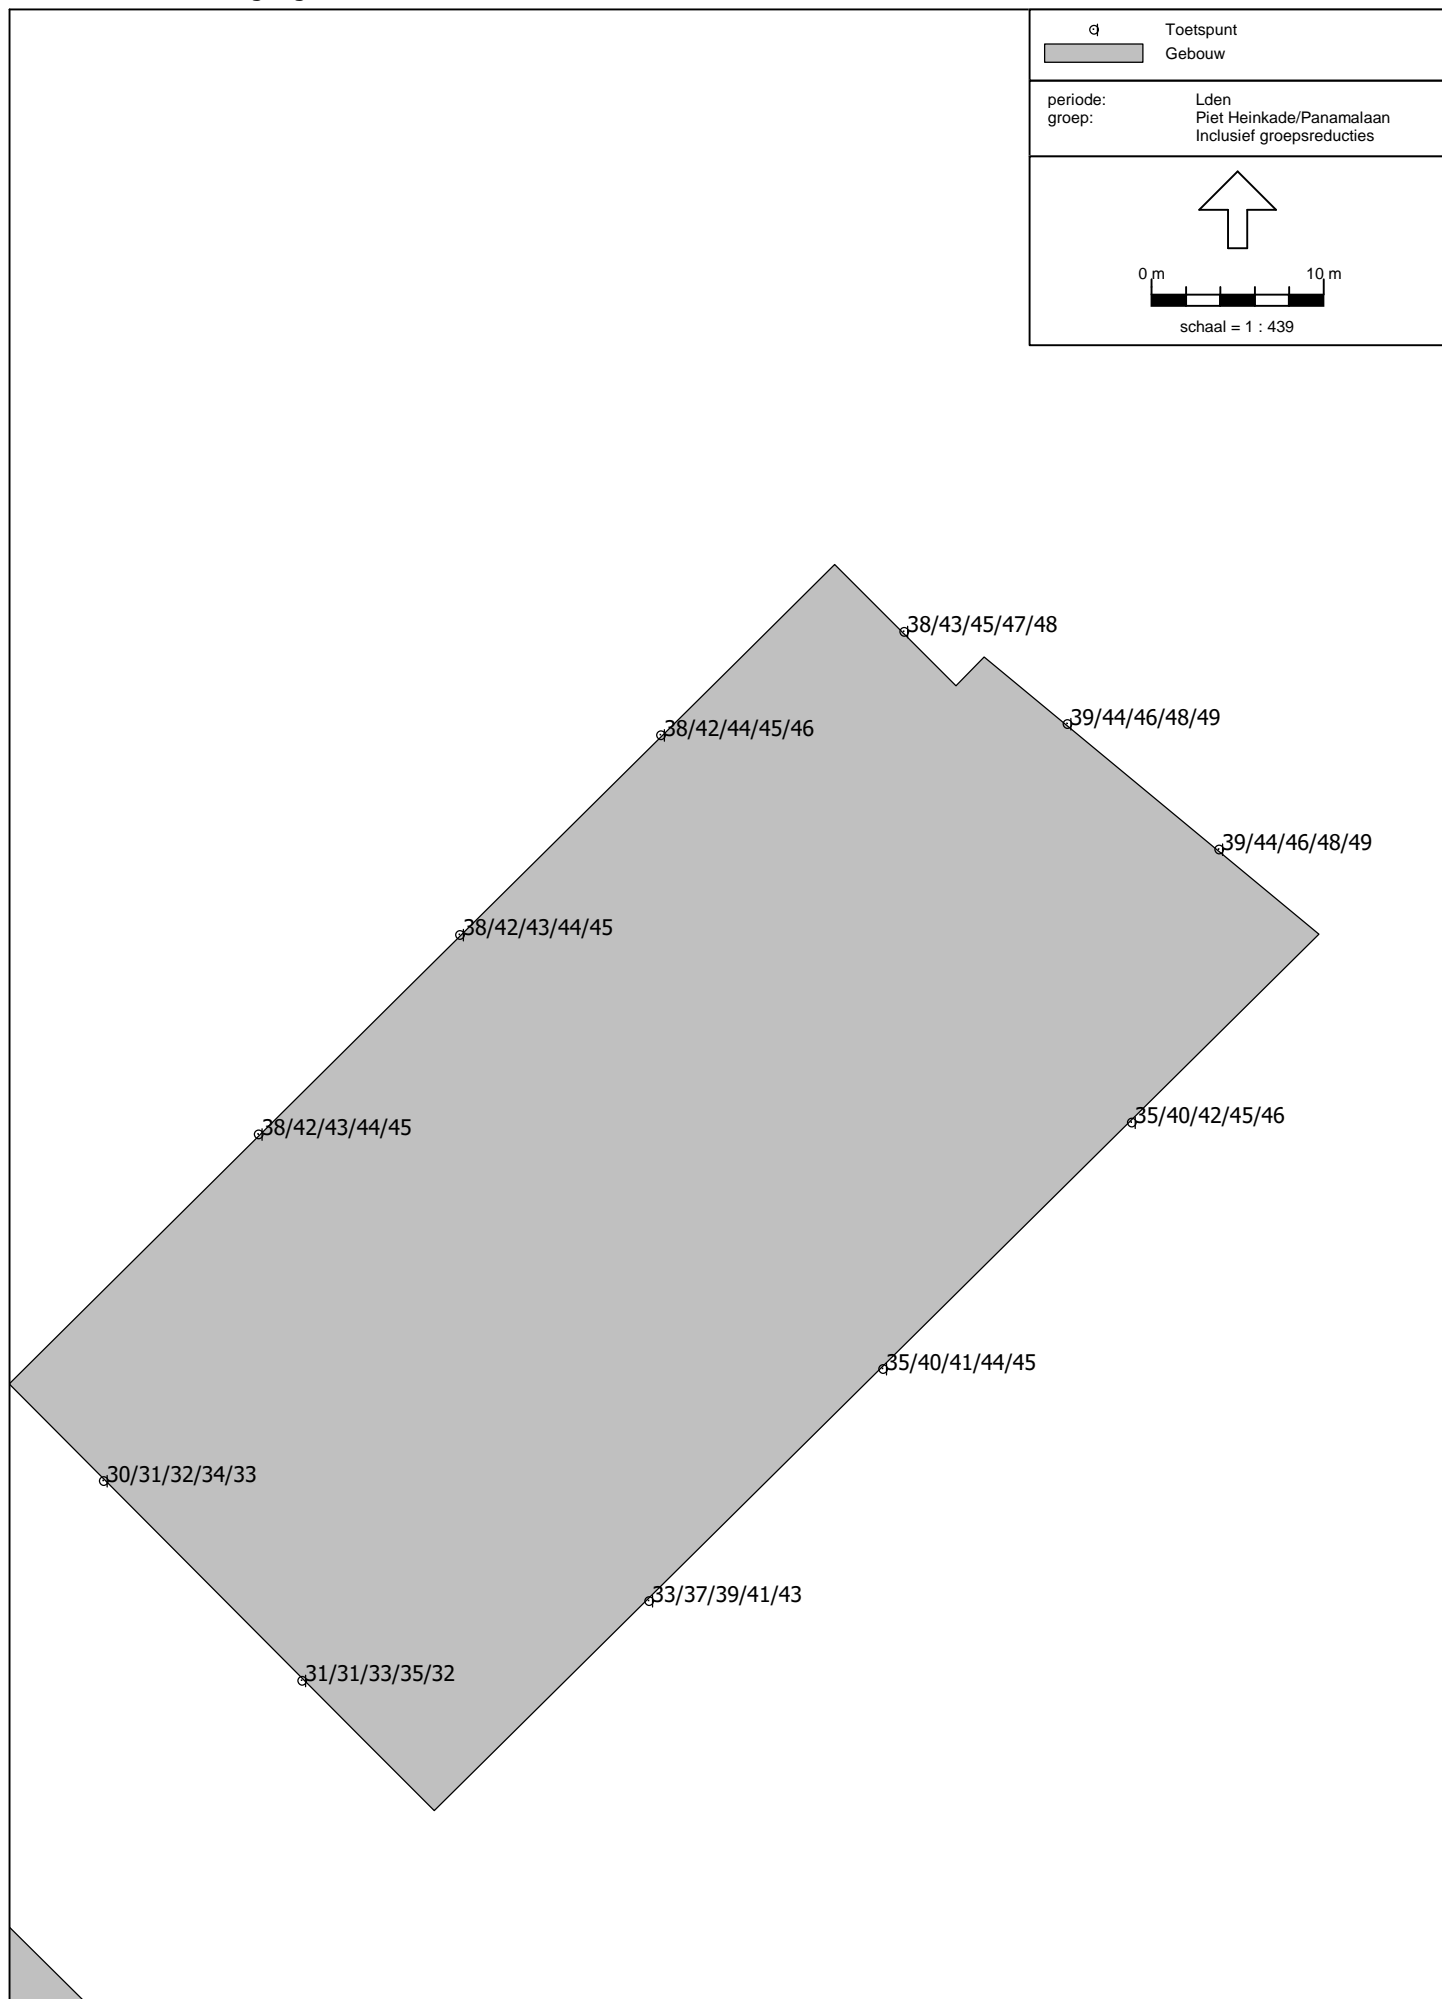 Toetspunt
Gebouw
periode: Lden
groep: Piet Heinkade/Panamalaan
Inclusief groepsreducties
0 m 10 m
schaal = 1 : 439
38/43/45/47/48
39/44/46/48/49
38/42/44/45/46
39/44/46/48/49
38/42/43/44/45
35/40/42/45/46
38/42/43/44/45
35/40/41/44/45
30/31/32/34/33
33/37/39/41/43
31/31/33/35/32